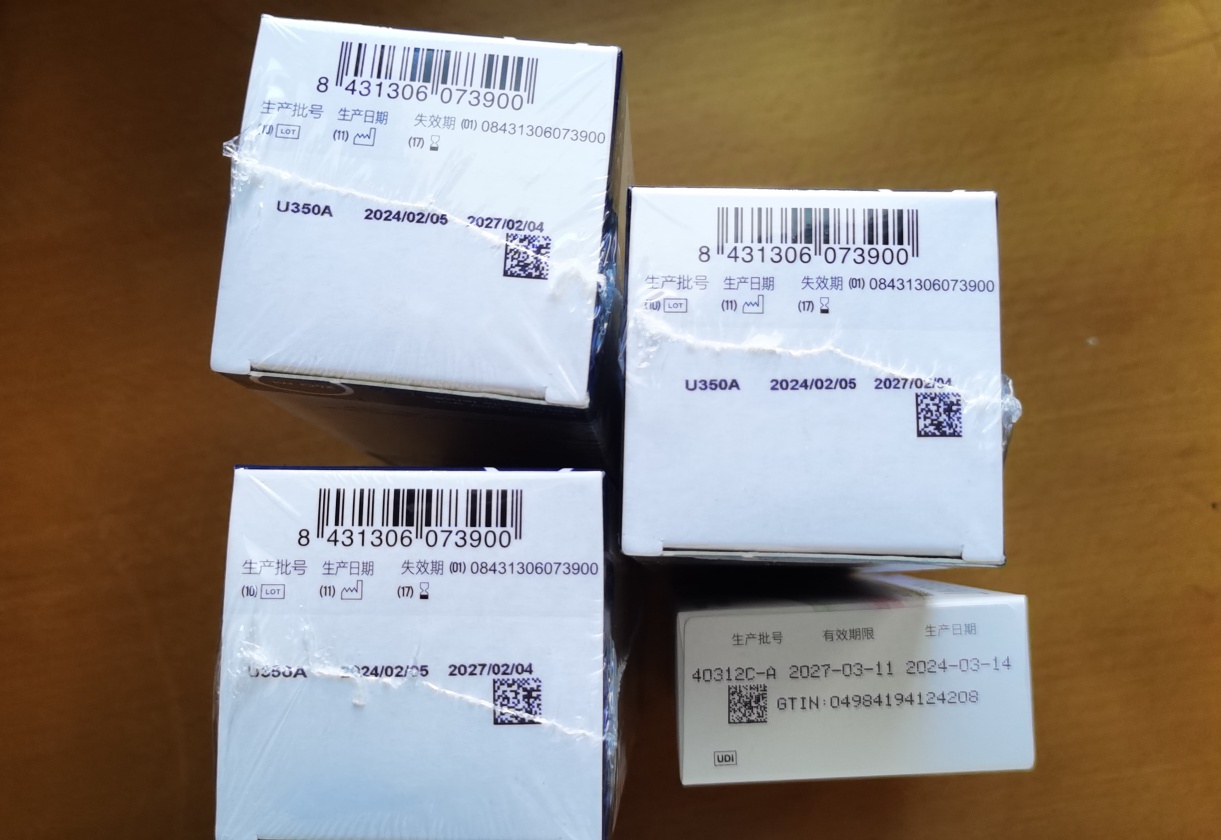 8 431306 073900
生产批号 生产日期 失效期 (01) 08431306073900
LOT (11) (17)
U350A 2024/02/05 2027/02/04
8 431306 073900
生产批号 生产日期 失效期 (01) 08431306073900
(10) LOT (11) (17)
U350A 2024/02/05 2027/02/04
8 431306 073900
生产批号 生产日期 失效期 (01) 08431306073900
(10) LOT (11) (17)
U350A 2024/02/05 2027/02/04
生产批号 有效期限 生产日期
40312C-A 2027-03-11 2024-03-14
GTIN:04984194124208
UDI